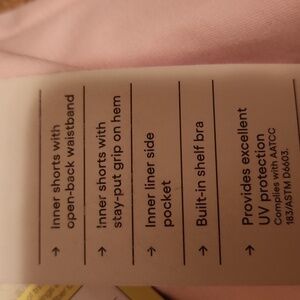 → Inner shorts with
open-back waistband
→ Inner shorts with
stay-put grip on hem
→ Inner liner side
pocket
→ Built-in shelf bra
→ Provides excellent
UV protection
Complies with AATCC
183/ASTM D6603.